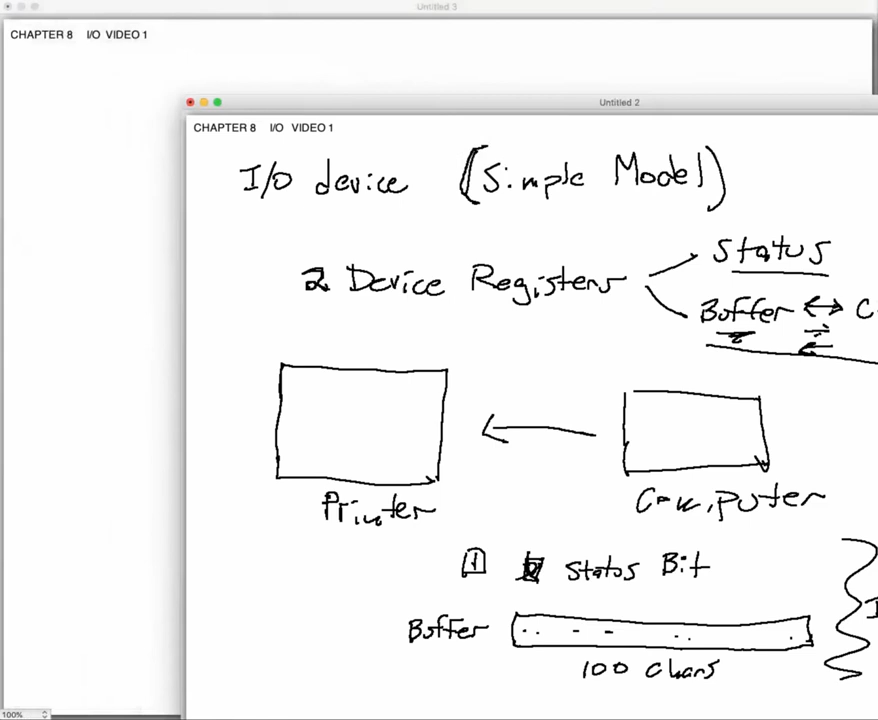 Untitled 3
CHAPTER 8 I/O VIDEO 1
Untitled 2
CHAPTER 8 I/O VIDEO 1
I/O device (Simple Model)
2 Device Registers
Status
Buffer
Printer
Computer
1 Status Bit
Buffer
100 chars
100%